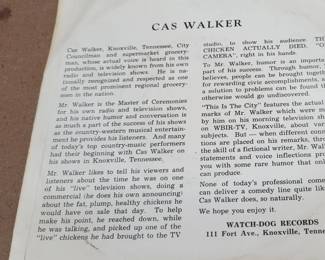 CAS WALKER
Cas Walker, Knoxville, Tennessee, City
Councilman and supermarket grocery-
man, whose actual voice is heard on this
production, is widely known from his own
radio and television shows. He is na-
tionally recognized and respected as one
of the most prominent regional grocery-
men in the nation.
Mr. Walker is the Master of Ceremonies
for his own radio and television shows,
and his native humor and conversation is
as much a part of the success of his shows
as the country-western musical entertain-
ment he provides his listeners. And many
of today's top country-music performers
had their beginning with Cas Walker on
his shows in Knoxville, Tennessee.
Mr. Walker likes to tell his viewers and
listeners about the time he was on one
of his "live" television shows, doing a
commercial (he does his own announcing)
about the fat, plump, healthy chickens he
would have on sale that day. To help
make his point, he reached down, while
he was talking, and picked up one of the
"live" chickens he had brought to the TV
studio, to show his audience. THE
CHICKEN ACTUALLY DIED,
CAMERA", right in his hands.
To Mr. Walker, humor is an important
part of his success. Through humor,
believes, people can be brought together
for rewarding civic accomplishments,
a solution to problems can be found
otherwise would go undiscovered.
"This Is The City" features the actual
marks of Mr. Walker which were
by him on his morning television sh
on WBIR-TV, Knoxville, about vari
subjects. But — when different conn
tions are placed on his remarks, thr
the skill of a fictional writer, Mr. Wal
statements and voice inflections pro
you with some rare humor that only
can produce.
None of today's professional come
can deliver a comedy line quite lik
Cas Walker does, so naturally.
We hope you enjoy it.
WATCH-DOG RECORDS
111 Fort Ave., Knoxville, Tenne